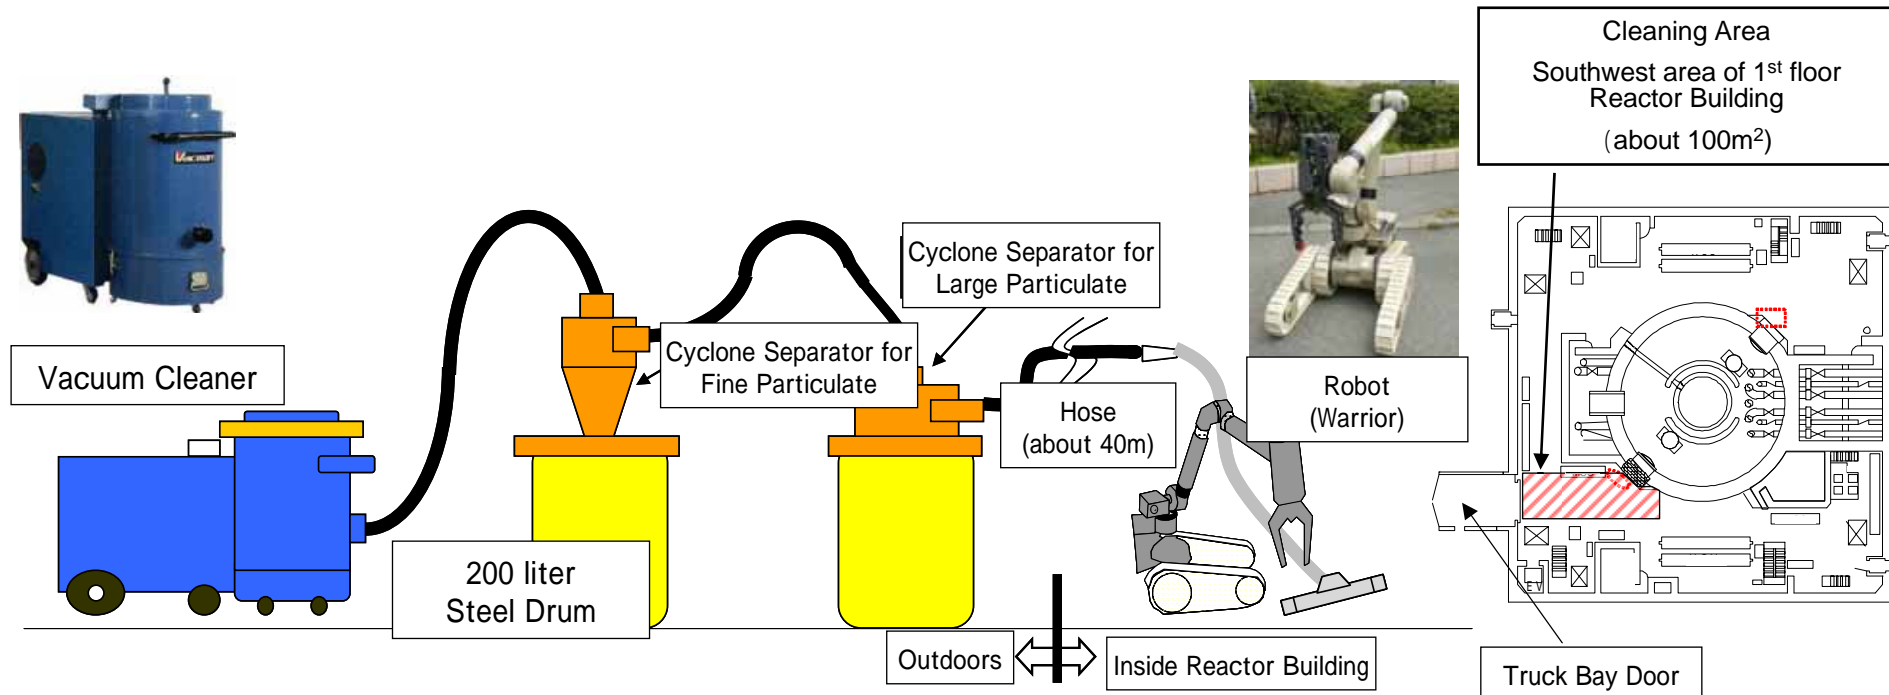 Cleaning Area
Southwest area of 1st floor
Reactor Building
(about 100m2)
Vacuum Cleaner
Cyclone Separator for
Large Particulate
Cyclone Separator for
Fine Particulate
Hose
(about 40m)
Robot
(Warrior)
200 liter
Steel Drum
Outdoors
Inside Reactor Building
Truck Bay Door
EV